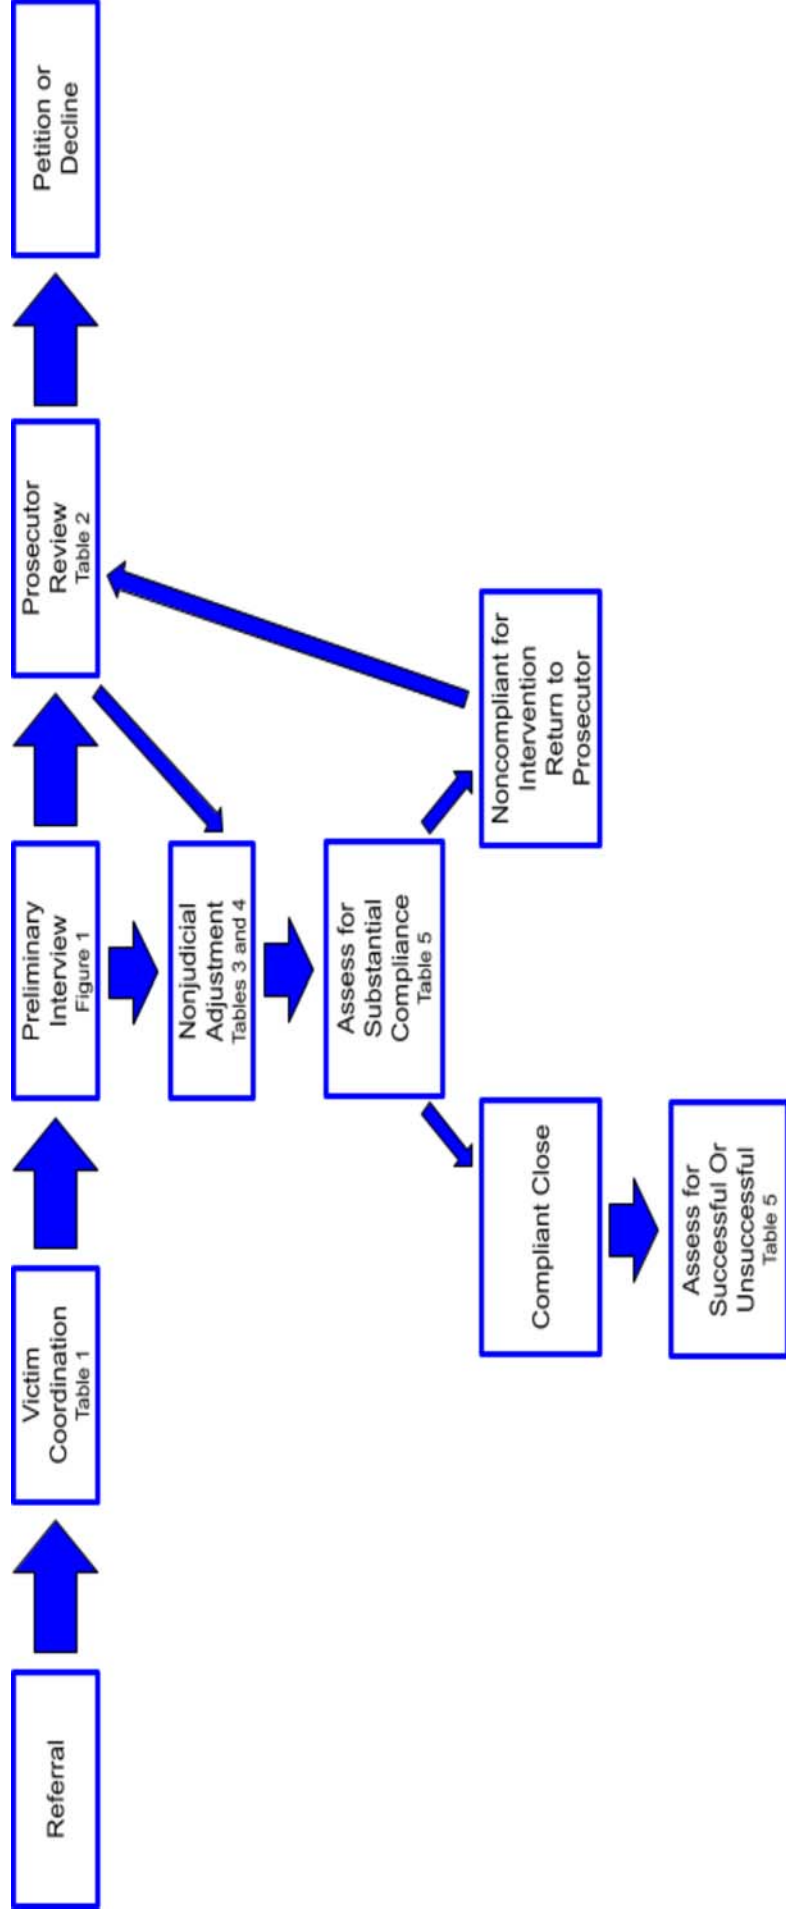 Referral
Victim
Coordination
Table 1
Preliminary
Interview
Figure 1
Prosecutor
Review
Table 2
Petition or
Decline
Nonjudicial
Adjustment
Tables 3 and 4
Assess for
Substantial
Compliance
Table 5
Compliant Close
Noncompliant for
Intervention
Return to
Prosecutor
Assess for
Successful Or
Unsuccessful
Table 5